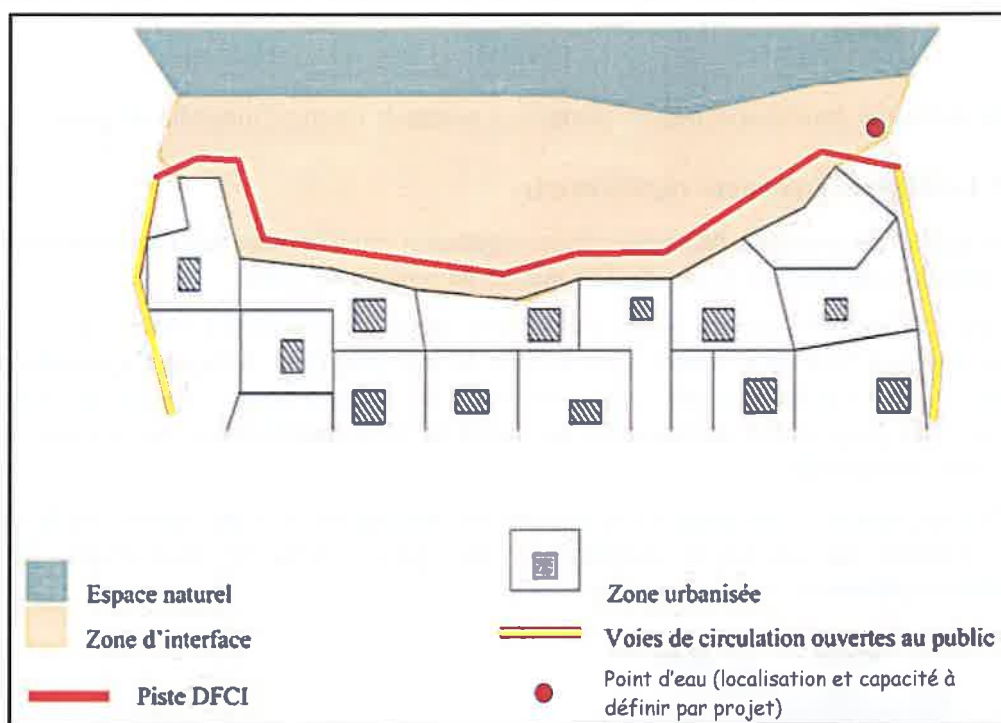 Espace naturel
Zone d'interface
Piste DFCI
Zone urbanisée
Voies de circulation ouvertes au public
Point d'eau (localisation et capacité à
définir par projet)